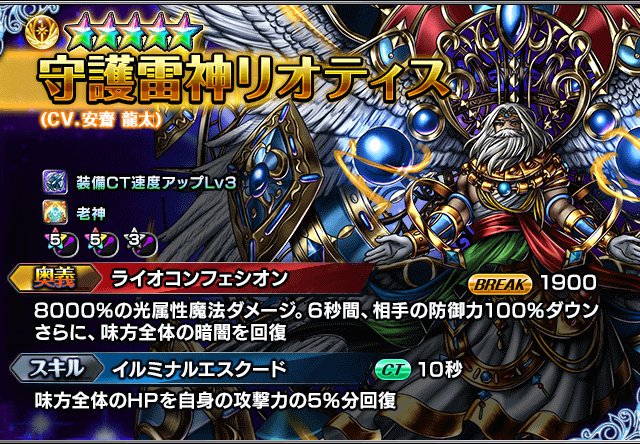 守護雷神リオティス
(CV.安齋 龍太)
装備CT速度アップLv3
老神
5 5 3
奥義 ライオコンフェシオン BREAK 1900
8000%の光属性魔法ダメージ。6秒間、相手の防御力100%ダウン
さらに、味方全体の暗闇を回復
スキル イルミナルエスクード CT 10秒
味方全体のHPを自身の攻撃力の5%分回復